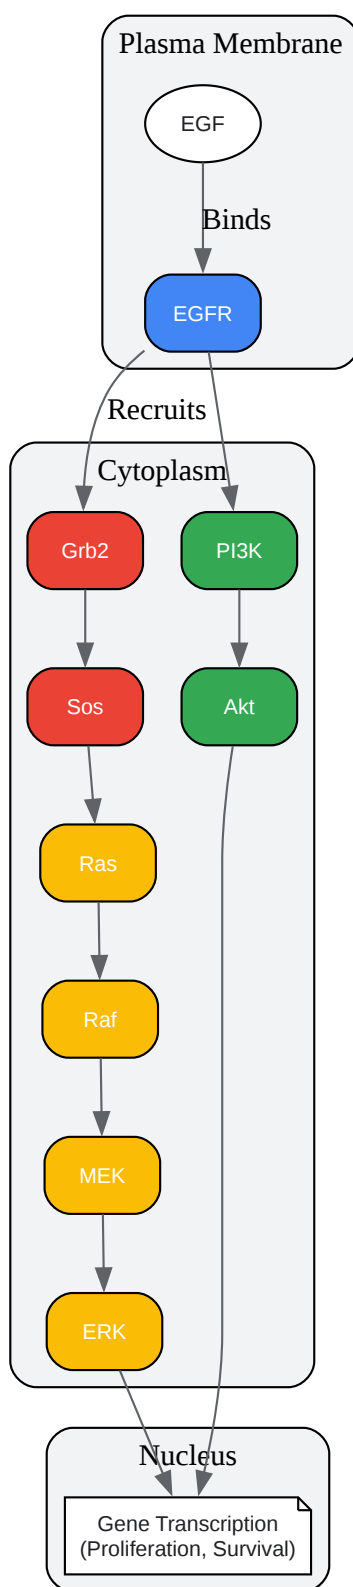 Plasma Membrane
EGF
Binds
EGFR
Recruits
Cytoplasm
Grb2
PI3K
Sos
Akt
Ras
Raf
MEK
ERK
Nucleus
Gene Transcription
(Proliferation, Survival)